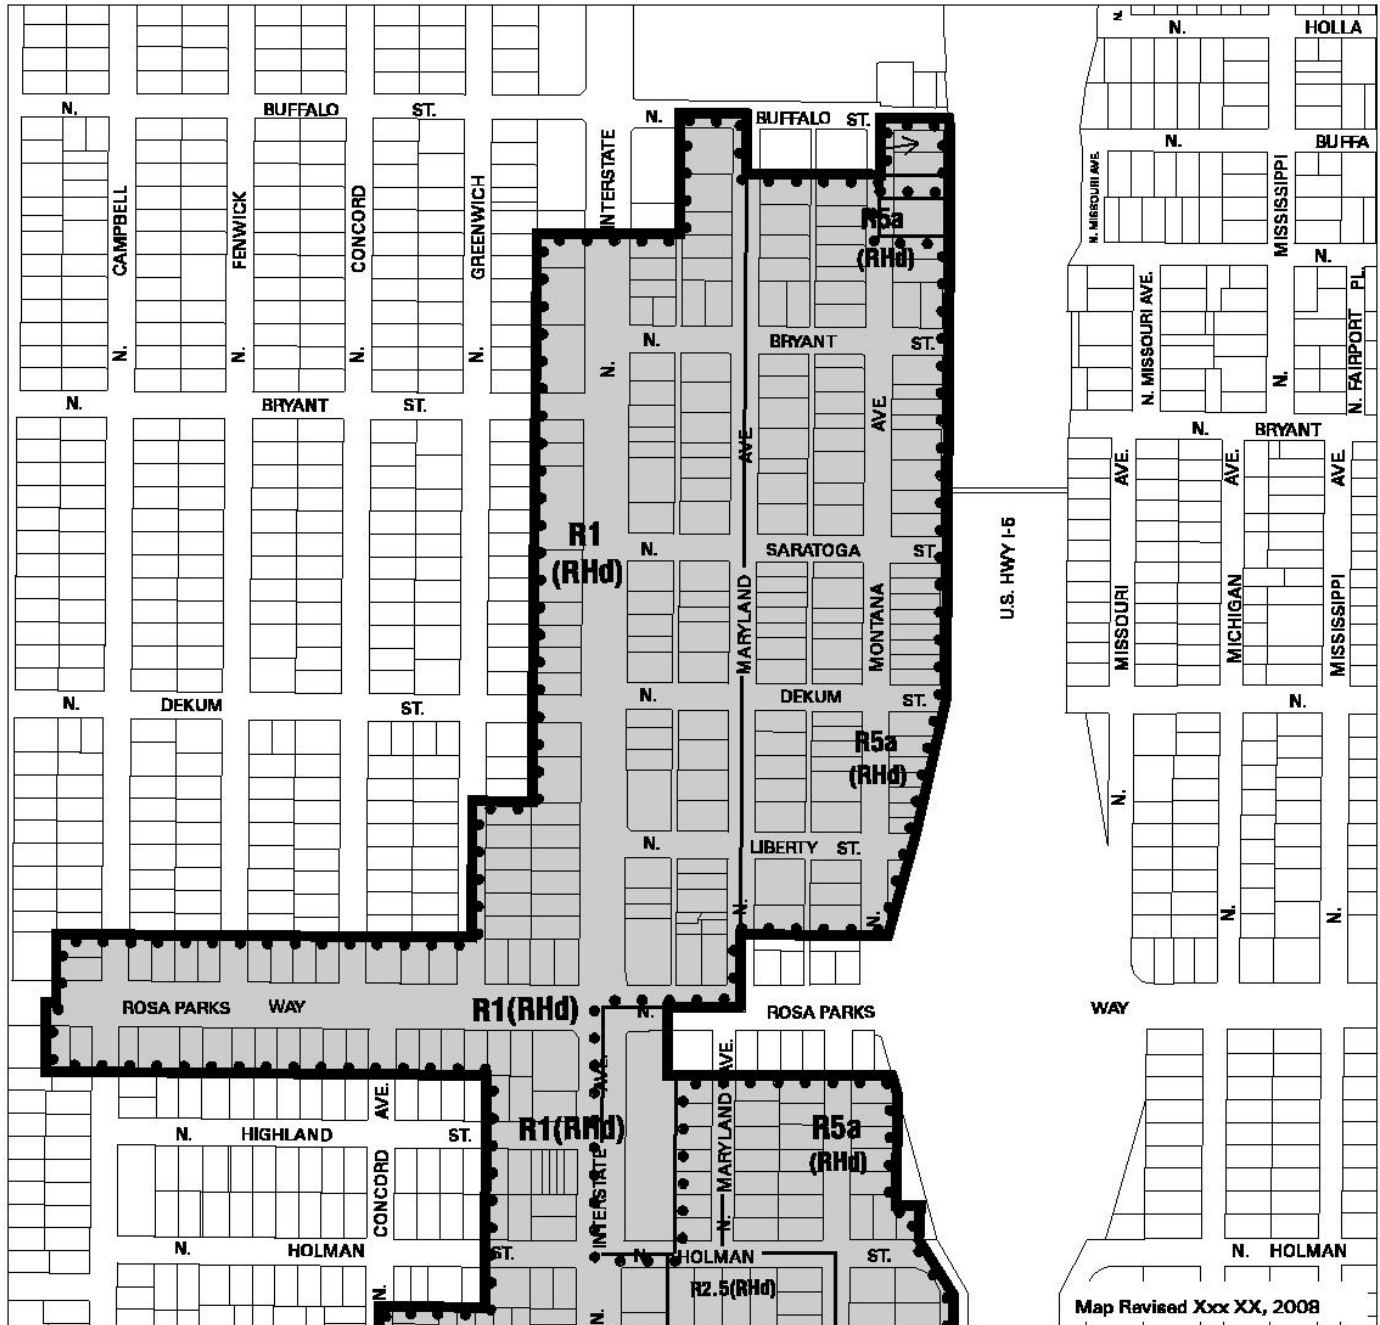 N.
N. HOLLA
N. BUFFALO ST.
N. BUFFALO ST.
N. BUFFA
CAMPBELL
N.
FENWICK
N.
CONCORD
N.
GREENWICH
N.
INTERSTATE
N.
N. MISSOURI AVE.
MISSISSIPPI
N.
R5a
(RHd)
N.
N. MISSOURI AVE.
N. FAIRPORT PL.
N. BRYANT ST.
N. BRYANT ST.
N. BRYANT
AVE.
AVE.
AVE.
AVE.
AVE.
R1
(RHd)
N. SARATOGA ST.
U.S. HWY I-5
MARYLAND
MONTANA
MISSOURI
MICHIGAN
MISSISSIPPI
N. DEKUM ST.
N. DEKUM ST.
N.
R5a
(RHd)
N.
N. LIBERTY ST.
N.
N.
N.
N.
ROSA PARKS WAY
R1(RHd)
N. ROSA PARKS WAY
AVE.
AVE.
AVE.
R1(RHd)
R5a
(RHd)
N. HIGHLAND ST.
CONCORD
N.
INTERSTATE
N.
MARYLAND
N.
N. HOLMAN ST.
N. HOLMAN ST.
N. HOLMAN
R2.5(RHd)
Map Revised Xxx XX, 2008